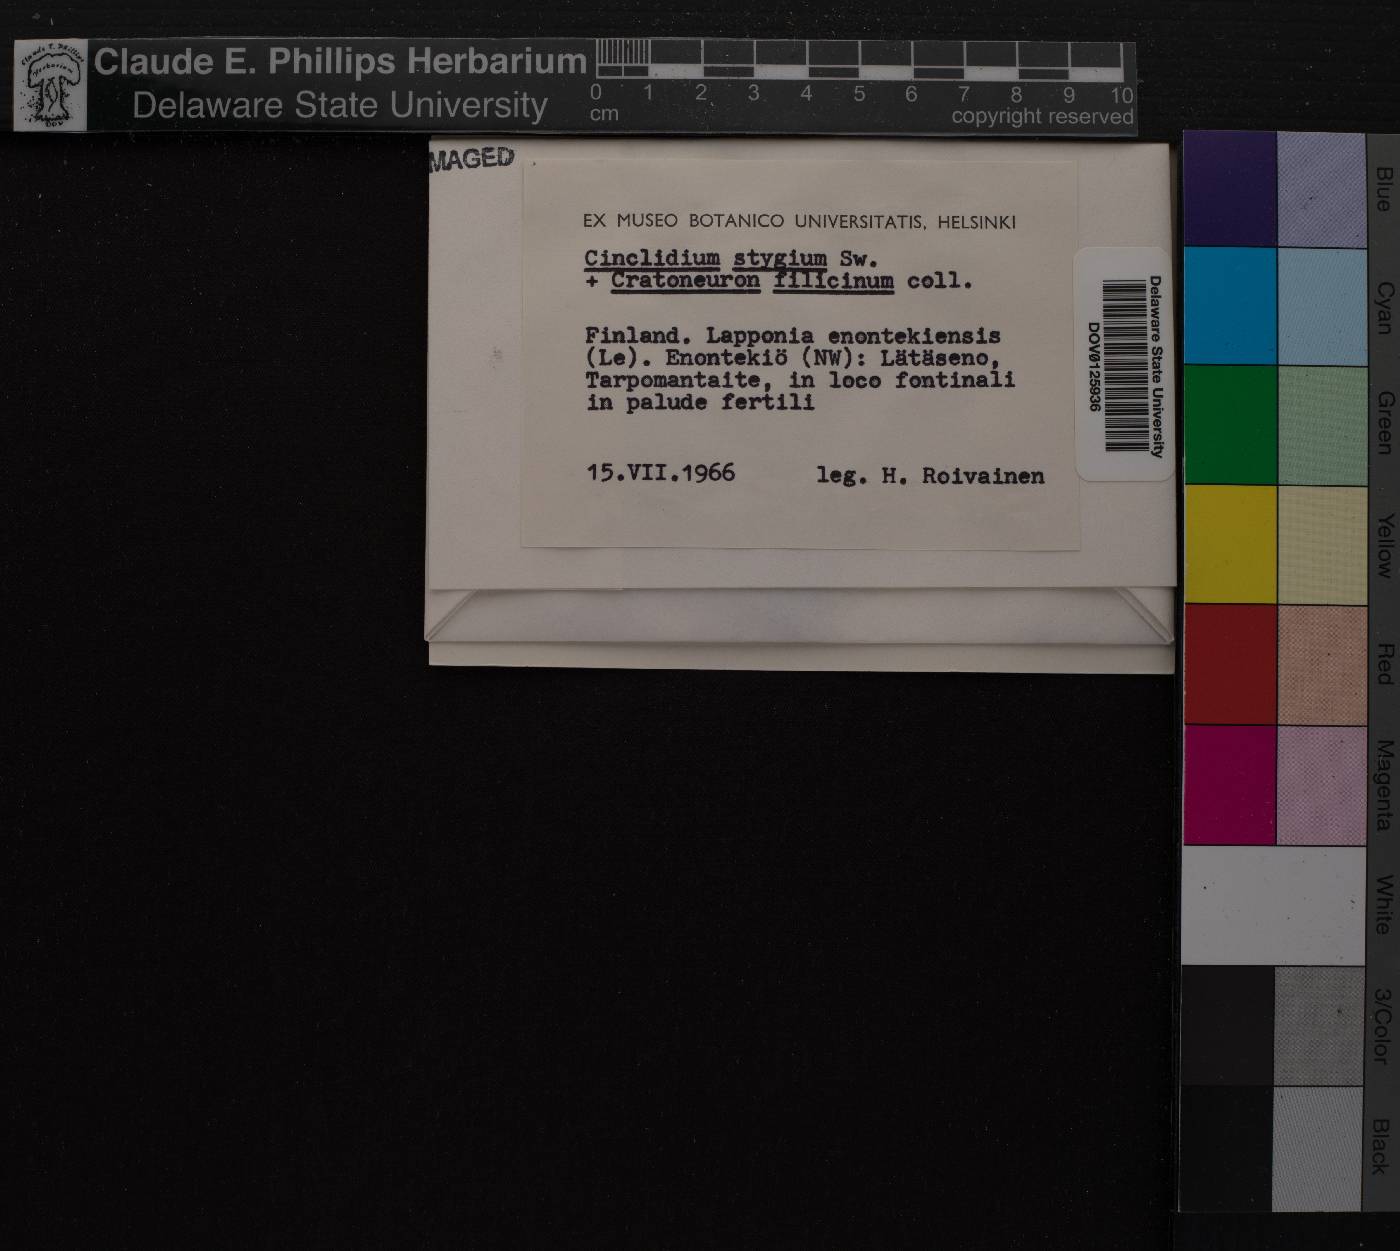 Claude E. Phillips Herbarium
Delaware State University
0 1 2 3 4 5 6 7 8 9 10
cm
copyright reserved
MAGED
EX MUSEO BOTANICO UNIVERSITATIS, HELSINKI
Cinclidium stygium Sw.
+ Cratoneuron filicinum coll.
Finland. Lapponia enontekiensis
(Le). Enontekiö (NW): Lätäseno,
Tarpomantaite, in loco fontinali
in palude fertili
15.VII.1966 leg. H. Roivainen
Delaware State University
DOV0125936
Blue
Cyan
Green
Yellow
Red
Magenta
White
3/Color
Black